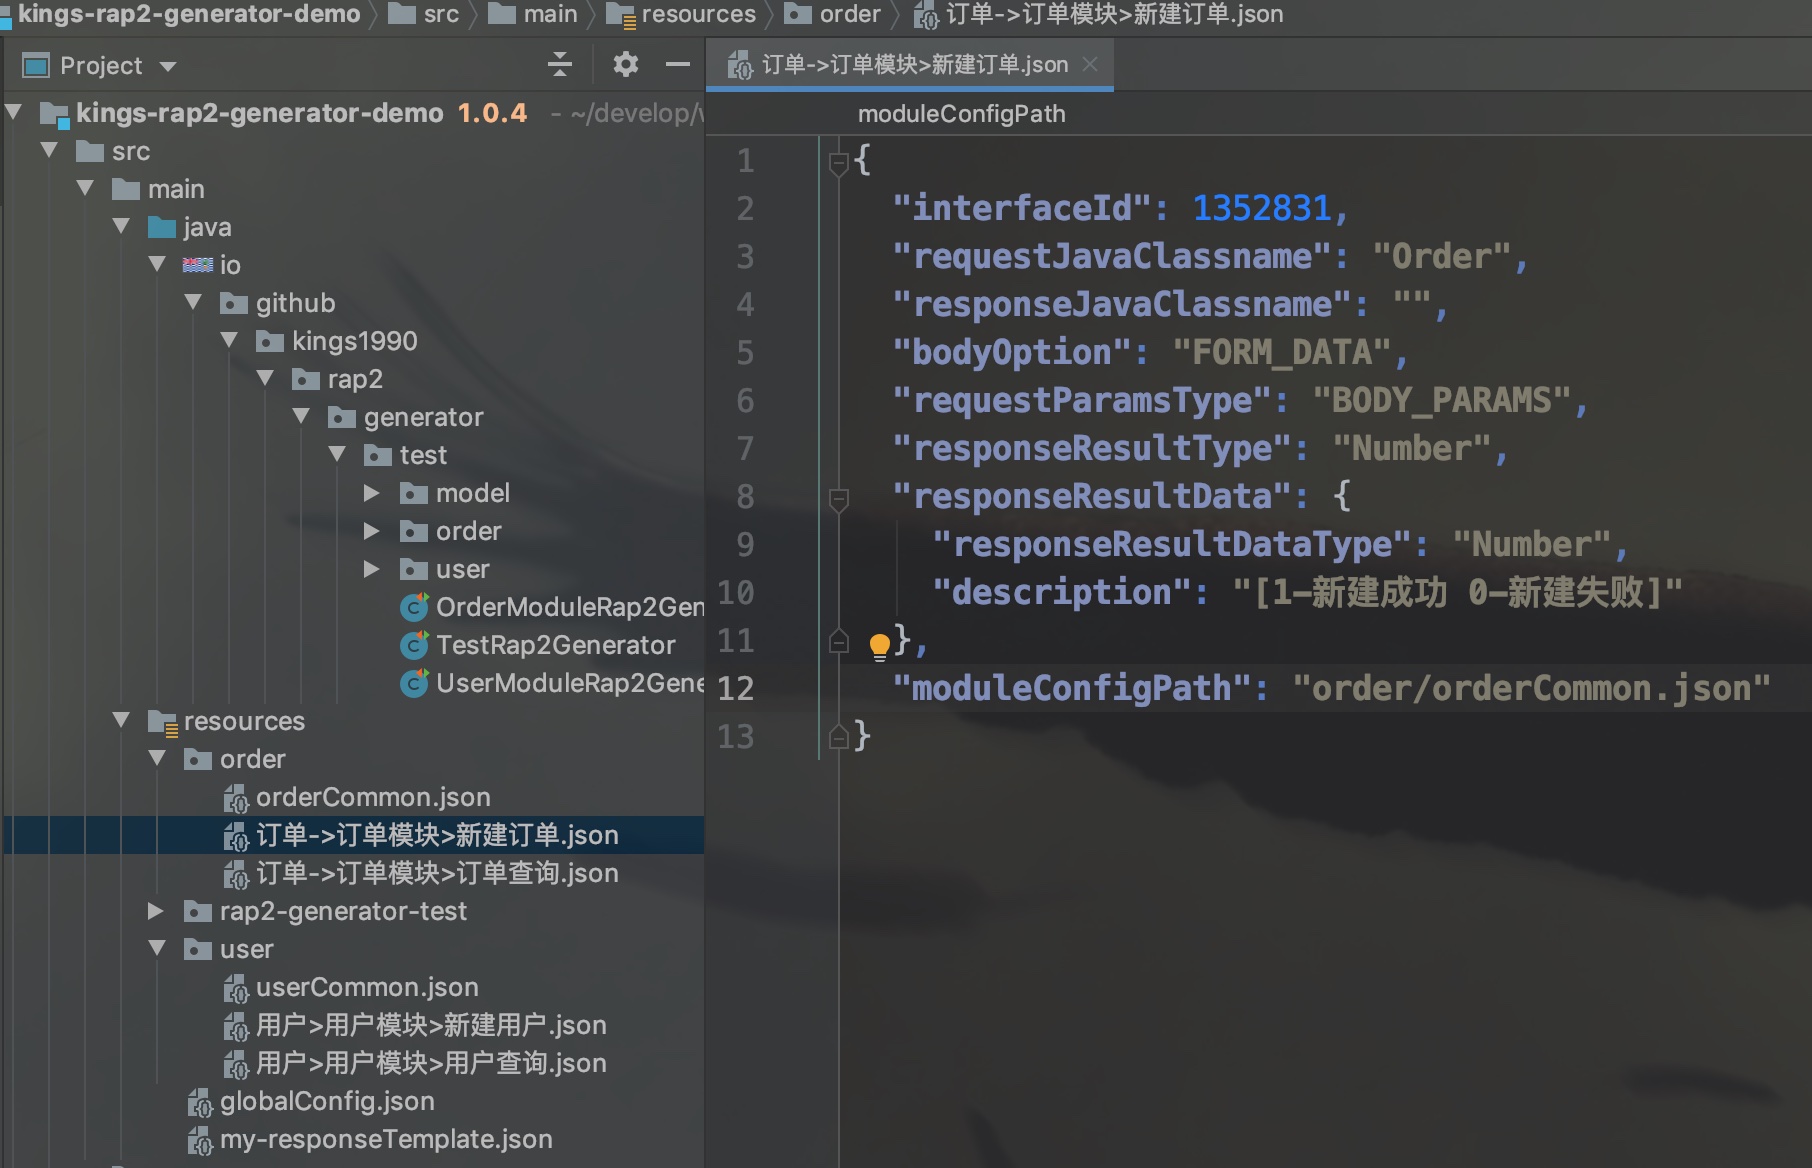 kings-rap2-generator-demo src main resources order 订单->订单模块>新建订单.json
Project
订单->订单模块>新建订单.json
kings-rap2-generator-demo 1.0.4 - ~/develop/
moduleConfigPath
src
main
java
io
github
kings1990
rap2
generator
test
model
order
user
OrderModuleRap2Gen
TestRap2Generator
UserModuleRap2Gene
resources
order
orderCommon.json
订单->订单模块>新建订单.json
订单->订单模块>订单查询.json
rap2-generator-test
user
userCommon.json
用户>用户模块>新建用户.json
用户>用户模块>用户查询.json
globalConfig.json
my-responseTemplate.json
1 {
2 "interfaceId": 1352831,
3 "requestJavaClassname": "Order",
4 "responseJavaClassname": "",
5 "bodyOption": "FORM_DATA",
6 "requestParamsType": "BODY_PARAMS",
7 "responseResultType": "Number",
8 "responseResultData": {
9 "responseResultDataType": "Number",
10 "description": "[1-新建成功 0-新建失败]"
11 },
12 "moduleConfigPath": "order/orderCommon.json"
13 }